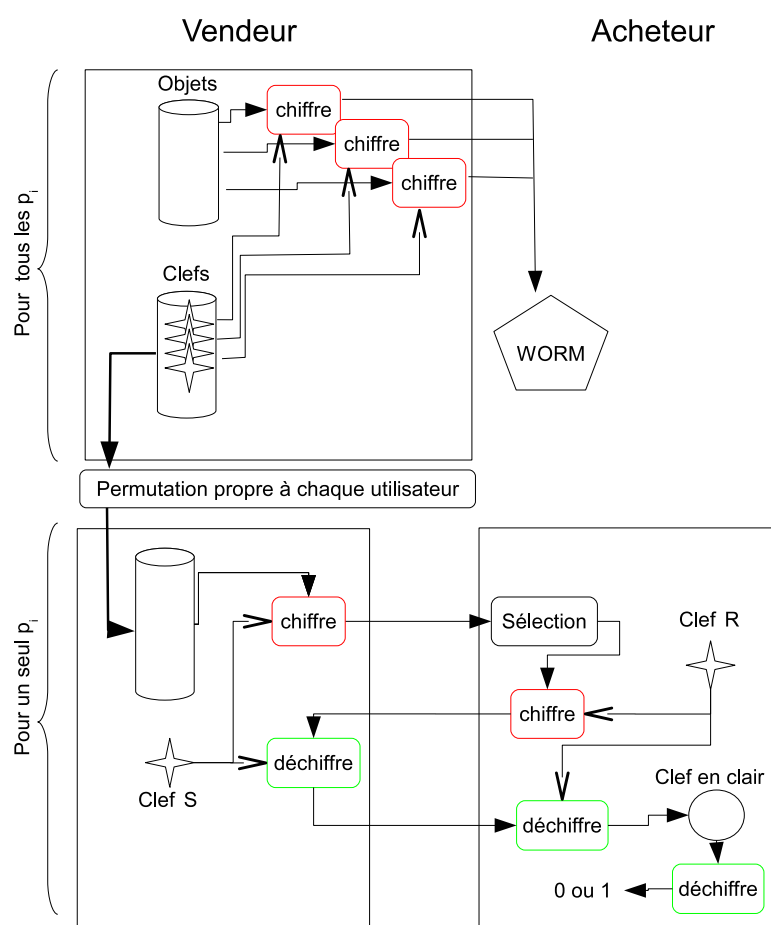 Vendeur
Acheteur
Objets
chiffre
chiffre
chiffre
Pour tous les pi
Clefs
WORM
Permutation propre à chaque utilisateur
Pour un seul pi
chiffre
Sélection
Clef R
chiffre
déchiffre
Clef S
Clef en clair
déchiffre
0 ou 1
déchiffre